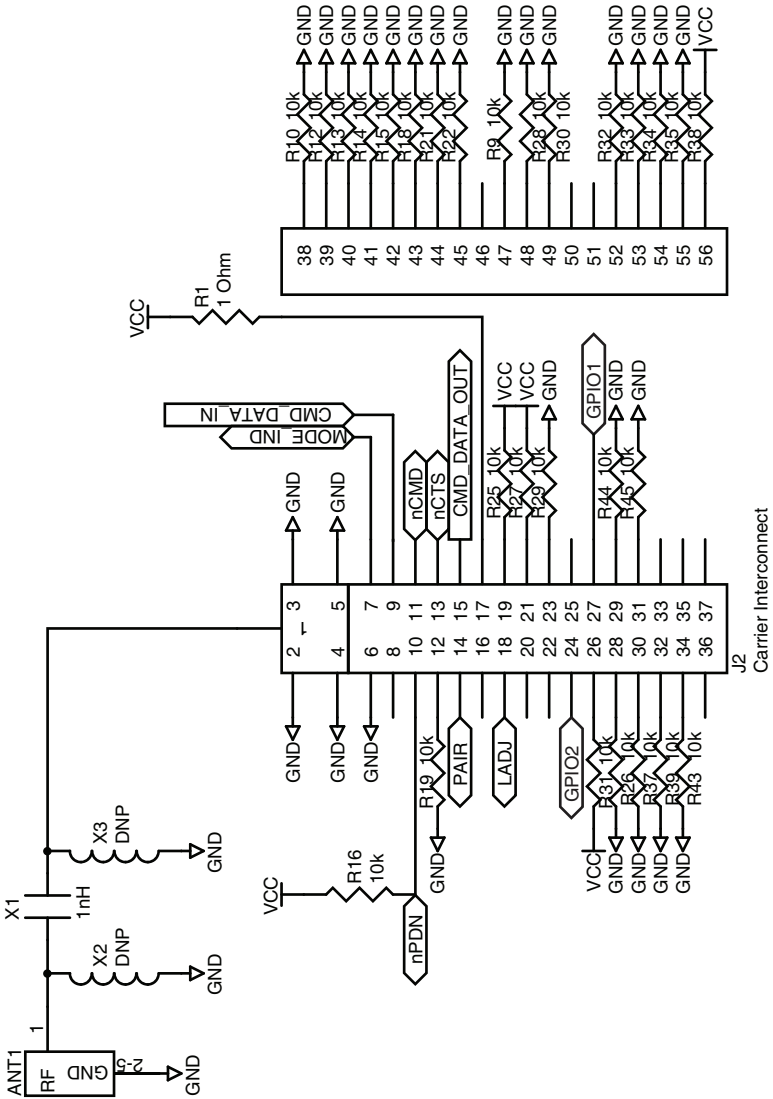 GND GND GND GND GND GND GND GND GND GND GND GND GND GND GND VCC
R10 10k
R12 10k
R13 10k
R14 10k
R15 10k
R18 10k
R21 10k
R22 10k
R9 10k
R28 10k
R30 10k
R32 10k
R33 10k
R34 10k
R35 10k
R38 10k
38 39 40 41 42 43 44 45 46 47 48 49 50 51 52 53 54 55 56
VCC
R1
1 Ohm
CMD_DATA_IN
MODE_IND
nCMD
nCTS
CMD_DATA_OUT
VCC
VCC
GND
GPIO1
GND
GND
R25 10k
R27 10k
R29 10k
R44 10k
R45 10k
GND
GND
3 5 7 9 11 13 15 17 19 21 23 25 27 29 31 33 35 37
1
2 4 6 8 10 12 14 16 18 20 22 24 26 28 30 32 34 36
J2
Carrier Interconnect
GND
GND
GND
R19 10k
PAIR
LADJ
GPIO2
R31 10k
R26 10k
R37 10k
R39 10k
R43 10k
GND
VCC
GND
GND
GND
GND
X3
DNP
GND
VCC
R16
10k
nPDN
X1
1nH
X2
DNP
GND
1
ANT1
RF
GND
2-5
GND